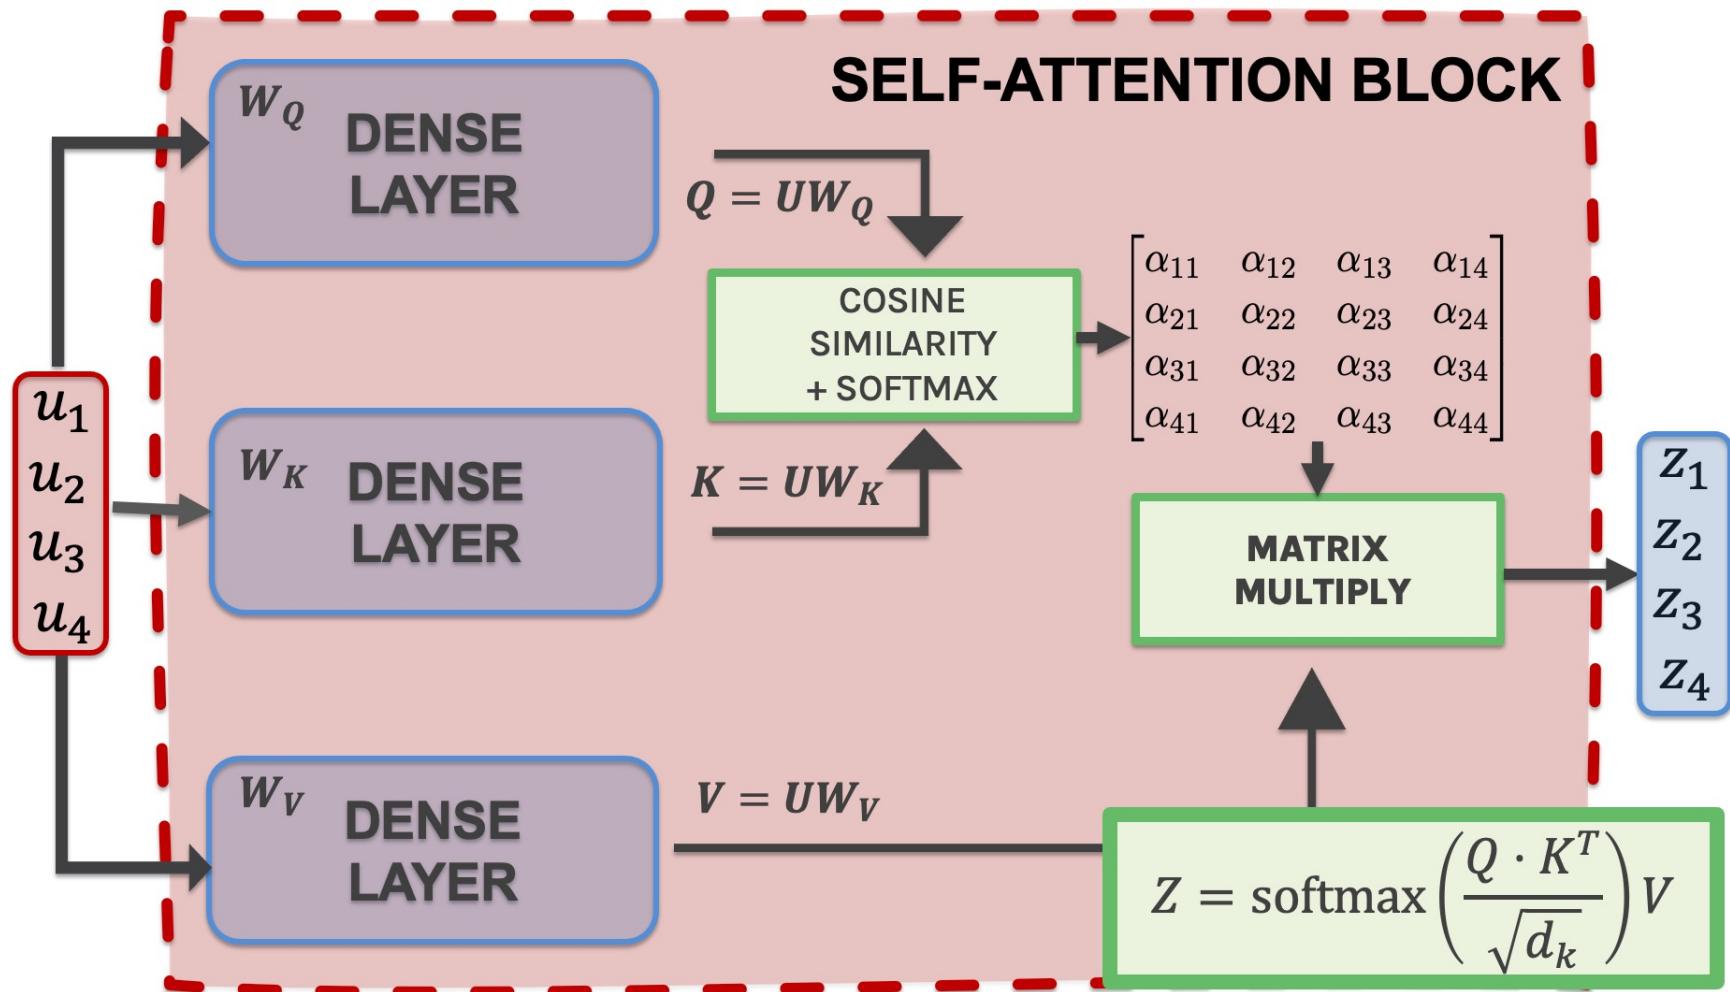 SELF-ATTENTION BLOCK
W_Q
DENSE
LAYER
Q = UW_Q
COSINE
SIMILARITY
+ SOFTMAX
α₁₁ α₁₂ α₁₃ α₁₄
α₂₁ α₂₂ α₂₃ α₂₄
α₃₁ α₃₂ α₃₃ α₃₄
α₄₁ α₄₂ α₄₃ α₄₄
u₁
u₂
u₃
u₄
W_K
DENSE
LAYER
K = UW_K
MATRIX
MULTIPLY
z₁
z₂
z₃
z₄
W_V
DENSE
LAYER
V = UW_V
Z = softmax(Q · K^T / √d_k) V